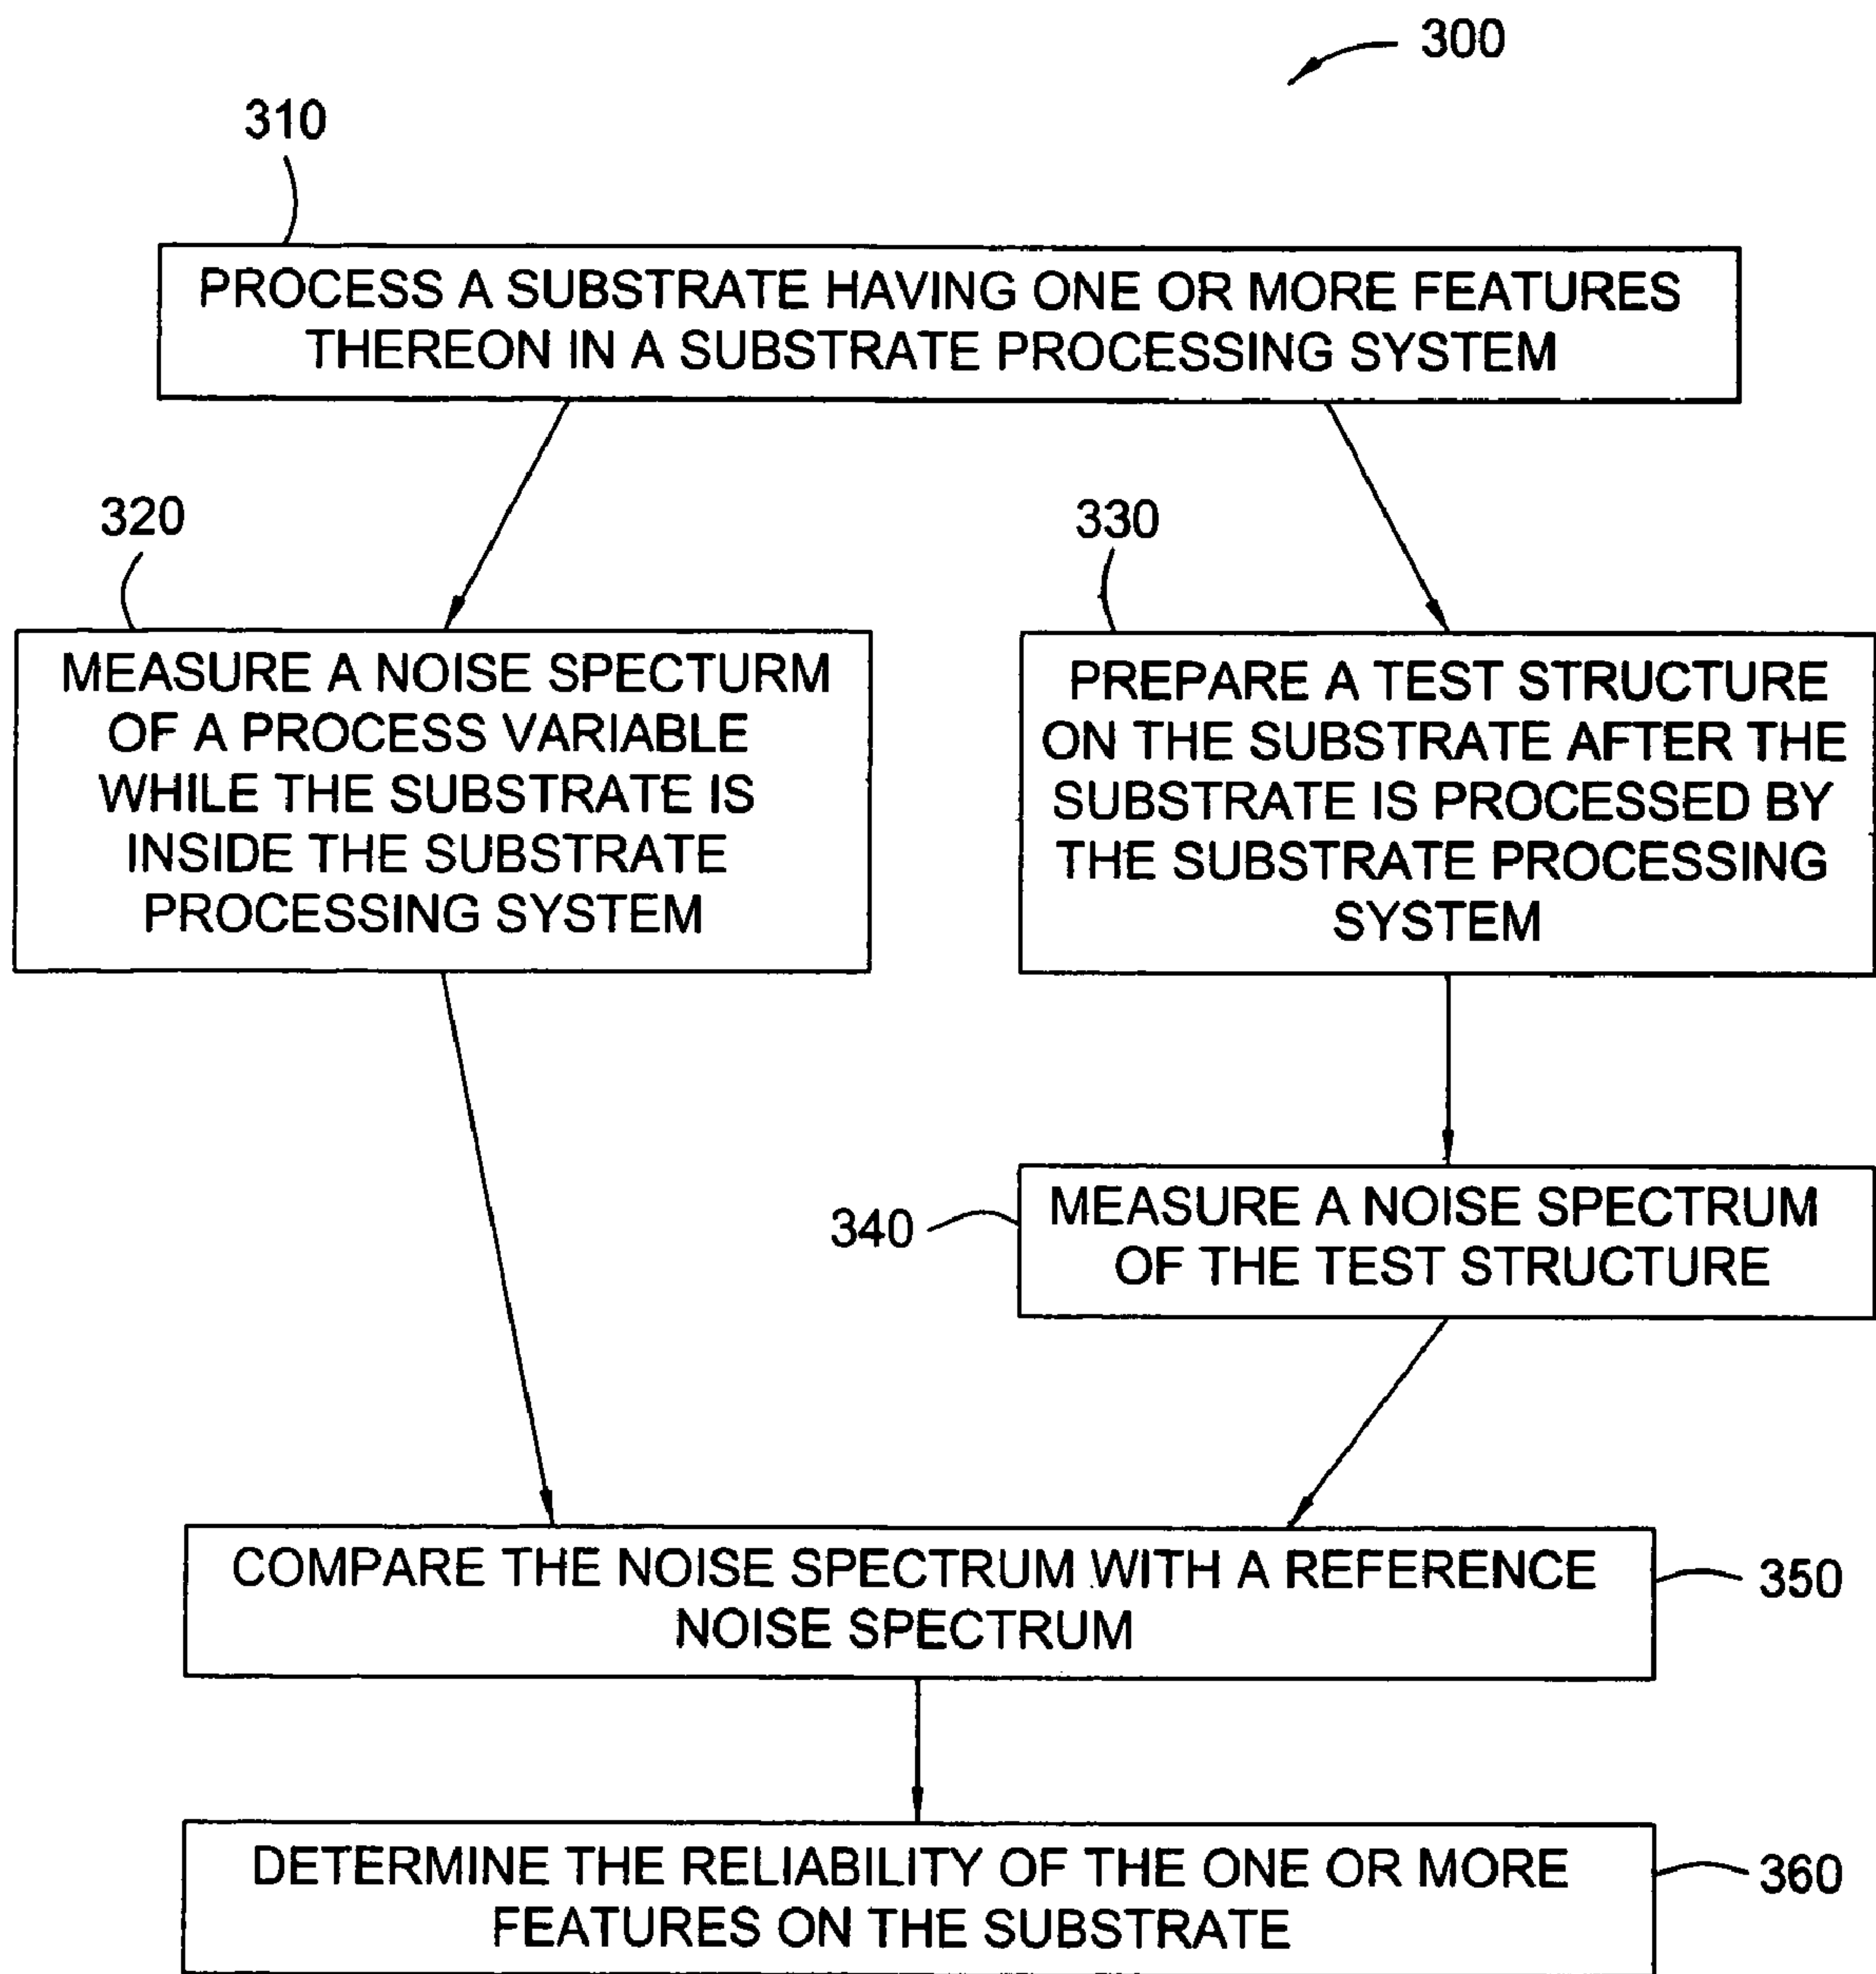 300
310
PROCESS A SUBSTRATE HAVING ONE OR MORE FEATURES
THEREON IN A SUBSTRATE PROCESSING SYSTEM
320
MEASURE A NOISE SPECTURM
OF A PROCESS VARIABLE
WHILE THE SUBSTRATE IS
INSIDE THE SUBSTRATE
PROCESSING SYSTEM
330
PREPARE A TEST STRUCTURE
ON THE SUBSTRATE AFTER THE
SUBSTRATE IS PROCESSED BY
THE SUBSTRATE PROCESSING
SYSTEM
340
MEASURE A NOISE SPECTRUM
OF THE TEST STRUCTURE
COMPARE THE NOISE SPECTRUM WITH A REFERENCE
NOISE SPECTRUM
350
DETERMINE THE RELIABILITY OF THE ONE OR MORE
FEATURES ON THE SUBSTRATE
360